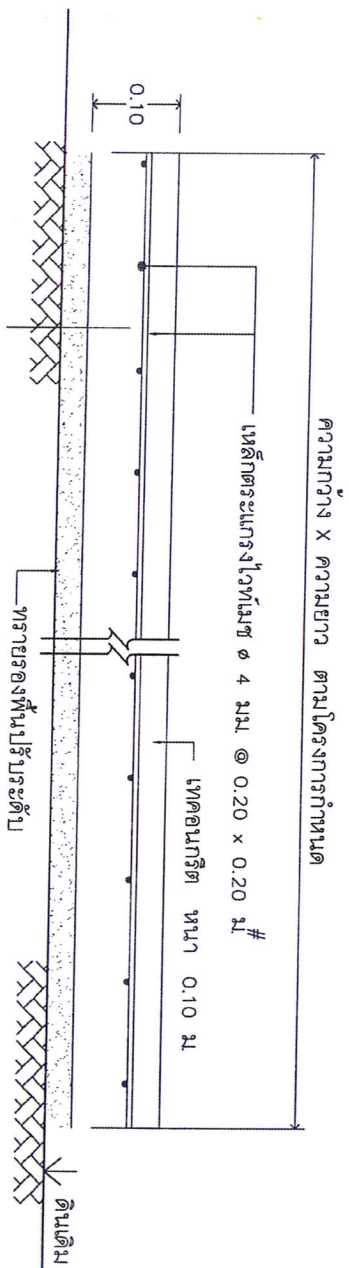 ความกว้าง X ความยาว ตามโครงการกำหนด
เหล็กตระแกรงไวท์เมช ø 4 มม. @ 0.20 x 0.20 ม.#
เทคอนกรีต หนา 0.10 ม.
0.10
ดินเดิม
ทรายรองพื้นปรับระดับ